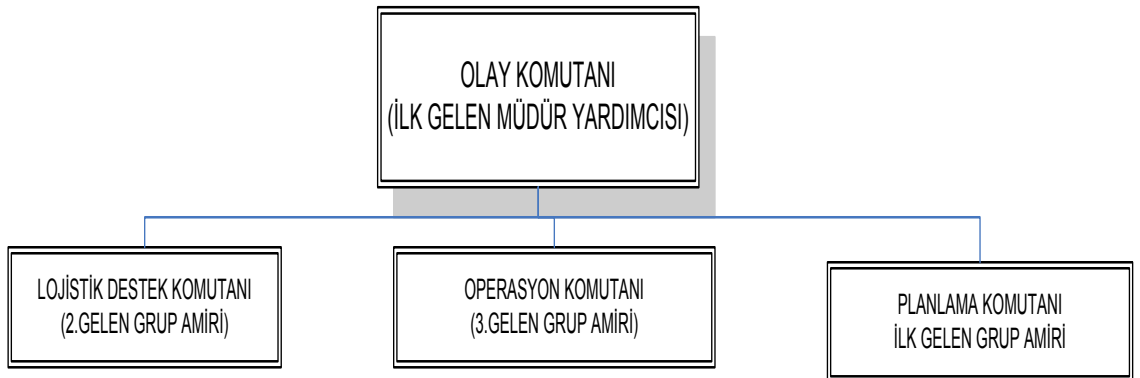 OLAY KOMUTANI
(İLK GELEN MÜDÜR YARDIMCISI)
LOJİSTİK DESTEK KOMUTANI
(2.GELEN GRUP AMİRİ)
OPERASYON KOMUTANI
(3.GELEN GRUP AMİRİ)
PLANLAMA KOMUTANI
İLK GELEN GRUP AMİRİ